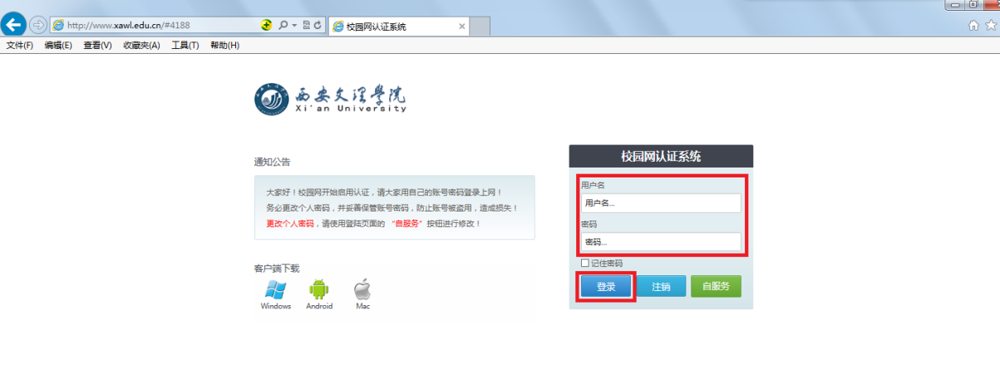 http://www.xawl.edu.cn/#4188
校园网认证系统
文件(F) 编辑(E) 查看(V) 收藏夹(A) 工具(T) 帮助(H)
西安文理學院
Xi'an University
校园网认证系统
通知公告
用户名
大家好！校园网开始启用认证，请大家用自己的账号密码登录上网！
用户名...
务必更改个人密码，并妥善保管账号密码，防止账号被盗用，造成损失！
更改个人密码，请使用登陆页面的 “自服务” 按钮进行修改！
密码
密码...
记住密码
客户端下载
登录 注销 自服务
Windows Android Mac